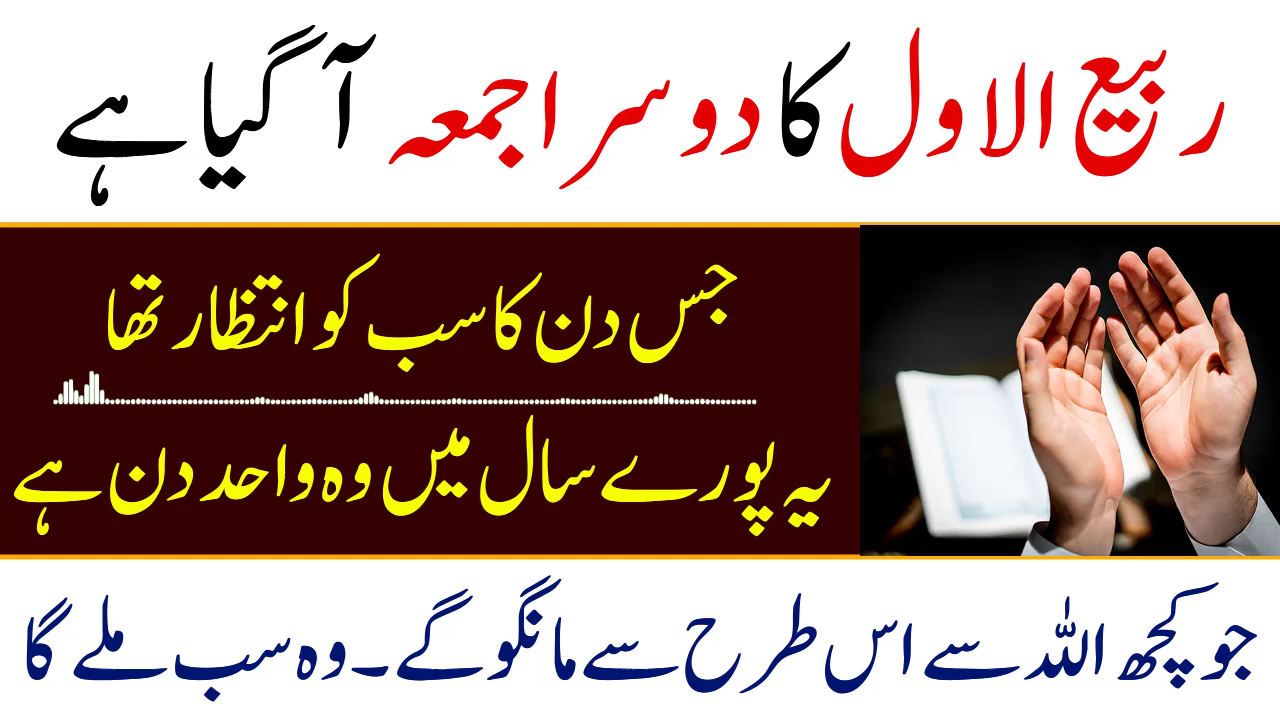 ربیع الاول کا دوسرا جمعہ آگیا ہے
جس دن کا سب کو انتظار تھا
یہ پورے سال میں وہ واحد دن ہے
جو کچھ اللہ سے اس طرح سے مانگو گے۔ وہ سب ملے گا